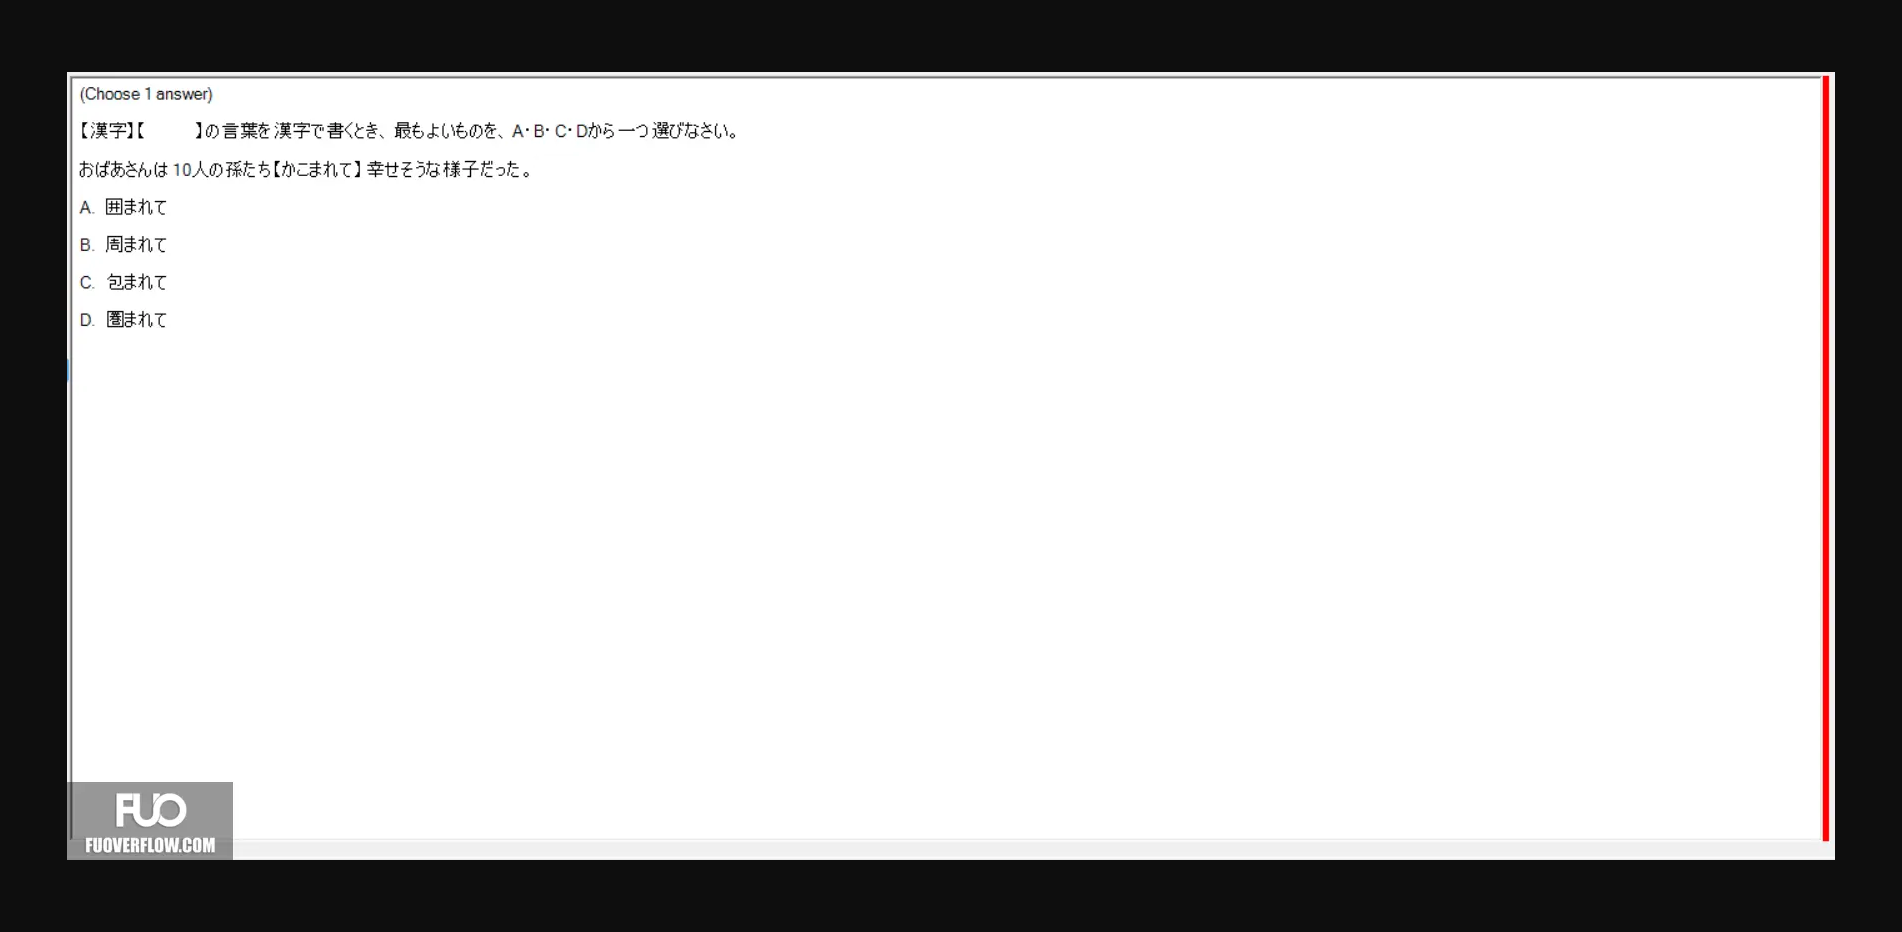 (Choose 1 answer)
【漢字】【　　　】の言葉を漢字で書くとき、最もよいものを、A・B・C・Dから一つ選びなさい。
おばあさんは 10人の孫たち【かこまれて】幸せそうな様子だった。
A. 囲まれて
B. 周まれて
C. 包まれて
D. 圏まれて
FUO
FUOVERFLOW.COM